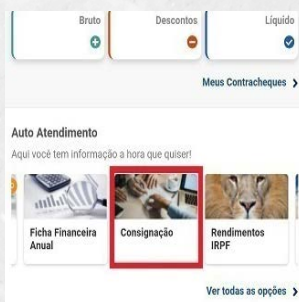 Bruto Descontos Líquido
Meus Contracheques
Auto Atendimento
Aqui você tem informação a hora que quiser!
Ficha Financeira Anual
Consignação
Rendimentos IRPF
Ver todas as opções